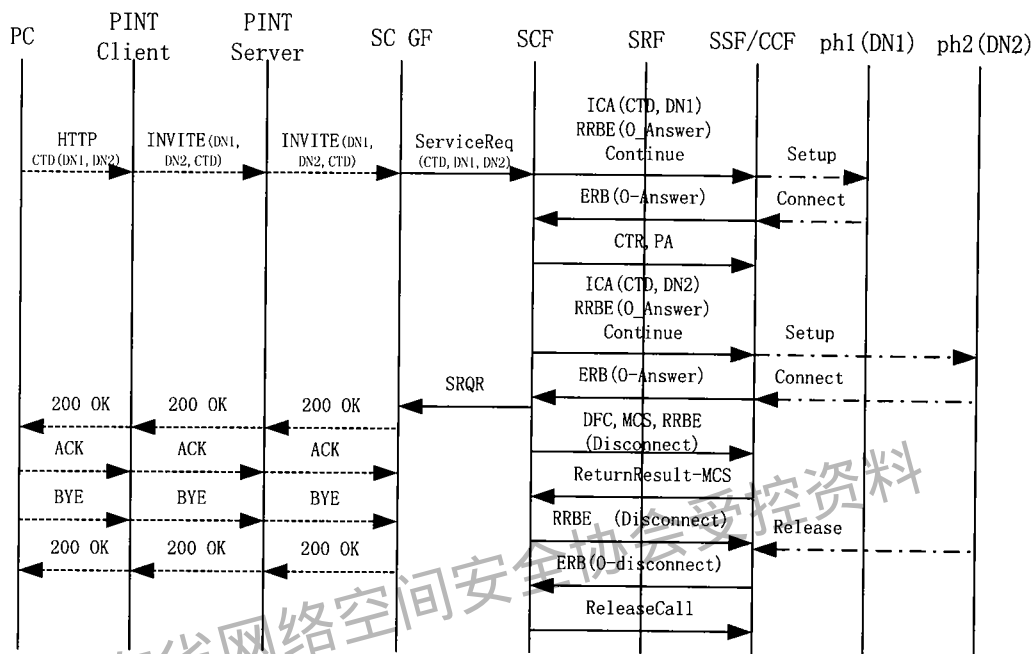 PC
PINT
Client
PINT
Server
SC GF
SCF
SRF
SSF/CCF
ph1(DN1)
ph2(DN2)
HTTP
CTD(DN1, DN2)
INVITE(DN1,
DN2, CTD)
INVITE(DN1,
DN2, CTD)
ServiceReq
(CTD, DN1, DN2)
ICA(CTD, DN1)
RRBE(O_Answer)
Continue
Setup
ERB(O-Answer)
Connect
CTR, PA
ICA(CTD, DN2)
RRBE(O_Answer)
Continue
Setup
ERB(O-Answer)
Connect
SRQR
200 OK
200 OK
200 OK
DFC, MCS, RRBE
(Disconnect)
ACK
ACK
ACK
ReturnResult-MCS
BYE
BYE
BYE
RRBE (Disconnect)
Release
200 OK
200 OK
200 OK
ERB(O-disconnect)
ReleaseCall
省网络空间安全协会受控资料